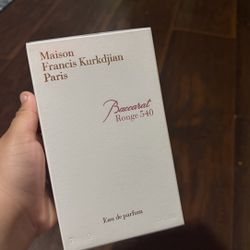 Maison
Francis Kurkdjian
Paris
Baccarat
Rouge 540
Eau de parfum